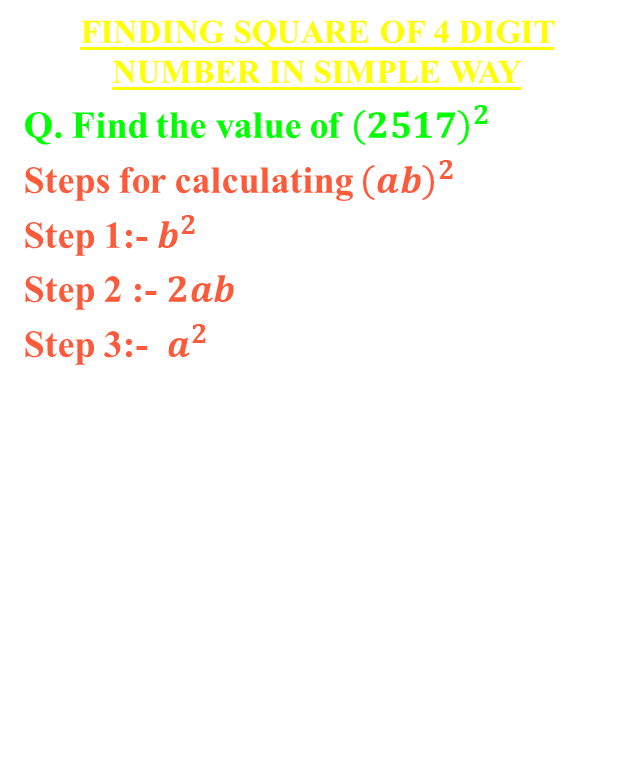 FINDING SQUARE OF 4 DIGIT
NUMBER IN SIMPLE WAY
Q. Find the value of (2517)²
Steps for calculating (ab)²
Step 1:- b²
Step 2 :- 2ab
Step 3:- a²